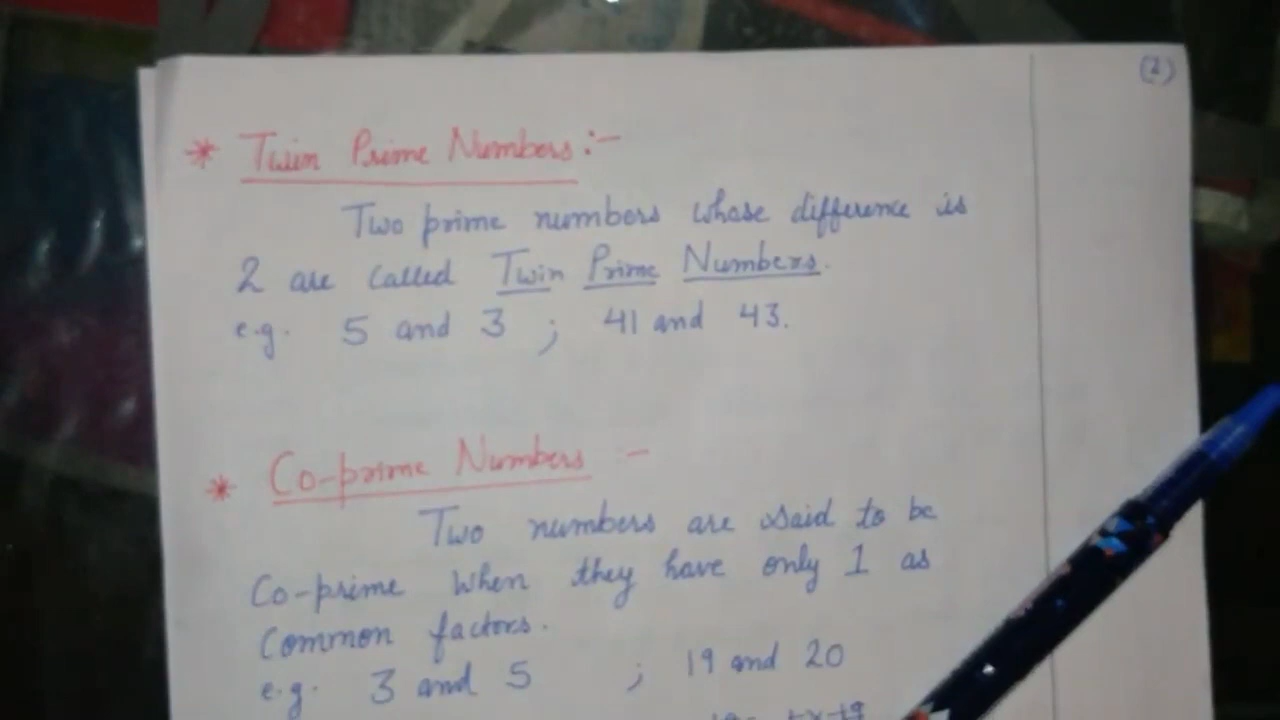 (2)
* Twin Prime Numbers:-
Two prime numbers whose difference is
2 are called Twin Prime Numbers.
e.g. 5 and 3 ; 41 and 43.
* Co-prime Numbers :-
Two numbers are said to be
Co-prime when they have only 1 as
Common factors.
e.g. 3 and 5 ; 19 and 20